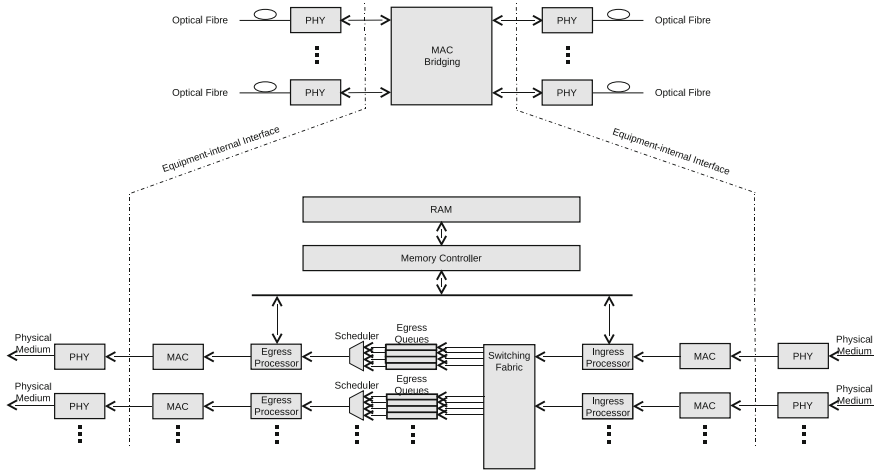 Optical Fibre
PHY
PHY
Optical Fibre
MAC
Bridging
Optical Fibre
PHY
PHY
Optical Fibre
Equipment-internal Interface
Equipment-internal Interface
RAM
Memory Controller
Physical
Medium
PHY
MAC
Egress
Processor
Scheduler
Egress
Queues
Switching
Fabric
Ingress
Processor
MAC
PHY
Physical
Medium
Physical
Medium
PHY
MAC
Egress
Processor
Scheduler
Egress
Queues
Ingress
Processor
MAC
PHY
Physical
Medium